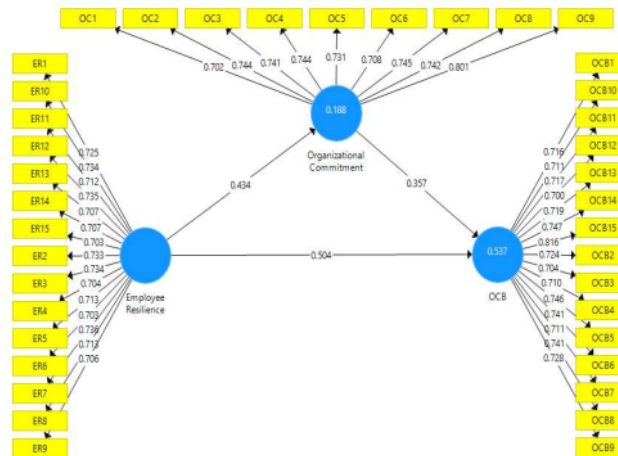 OC1 OC2 OC3 OC4 OC5 OC6 OC7 OC8 OC9
0.702 0.744 0.741 0.744 0.731 0.708 0.745 0.742 0.801
0.188
Organizational
Commitment
0.434
0.357
0.504
ER1
ER10
ER11
ER12
ER13
ER14
ER15
ER2
ER3
ER4
ER5
ER6
ER7
ER8
ER9
0.725
0.734
0.712
0.735
0.707
0.707
0.703
0.733
0.734
0.704
0.713
0.703
0.736
0.713
0.706
Employee
Resilience
0.537
OCB
0.716
0.711
0.717
0.700
0.719
0.747
0.816
0.724
0.704
0.710
0.746
0.741
0.711
0.741
0.728
OCB1
OCB10
OCB11
OCB12
OCB13
OCB14
OCB15
OCB2
OCB3
OCB4
OCB5
OCB6
OCB7
OCB8
OCB9